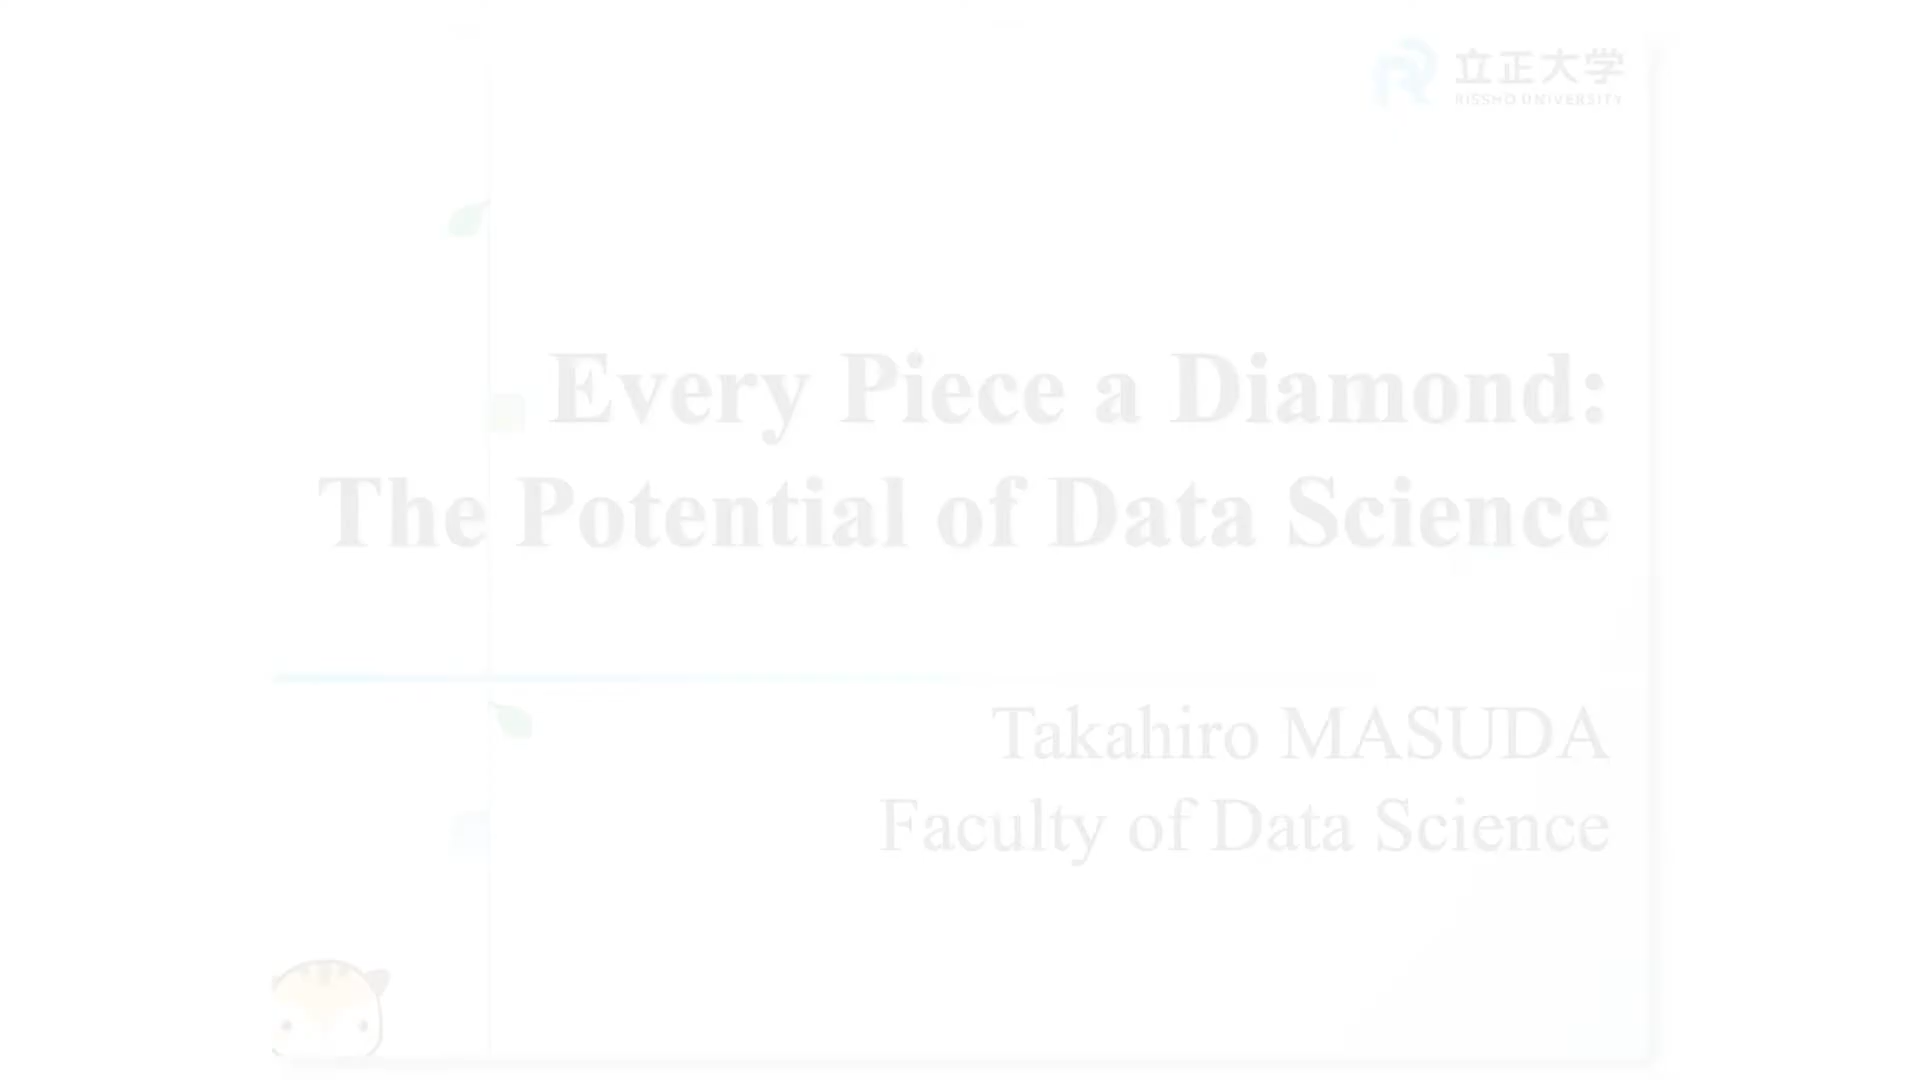 立正大学
RISSHO UNIVERSITY
Every Piece a Diamond:
The Potential of Data Science
Takahiro MASUDA
Faculty of Data Science